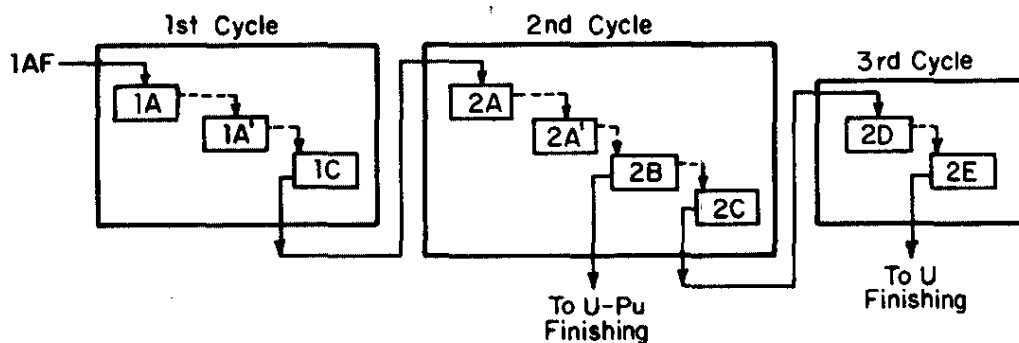 1st Cycle
2nd Cycle
3rd Cycle
1AF
1A
1A'
1C
2A
2A'
2B
2C
2D
2E
To U-Pu
Finishing
To U
Finishing